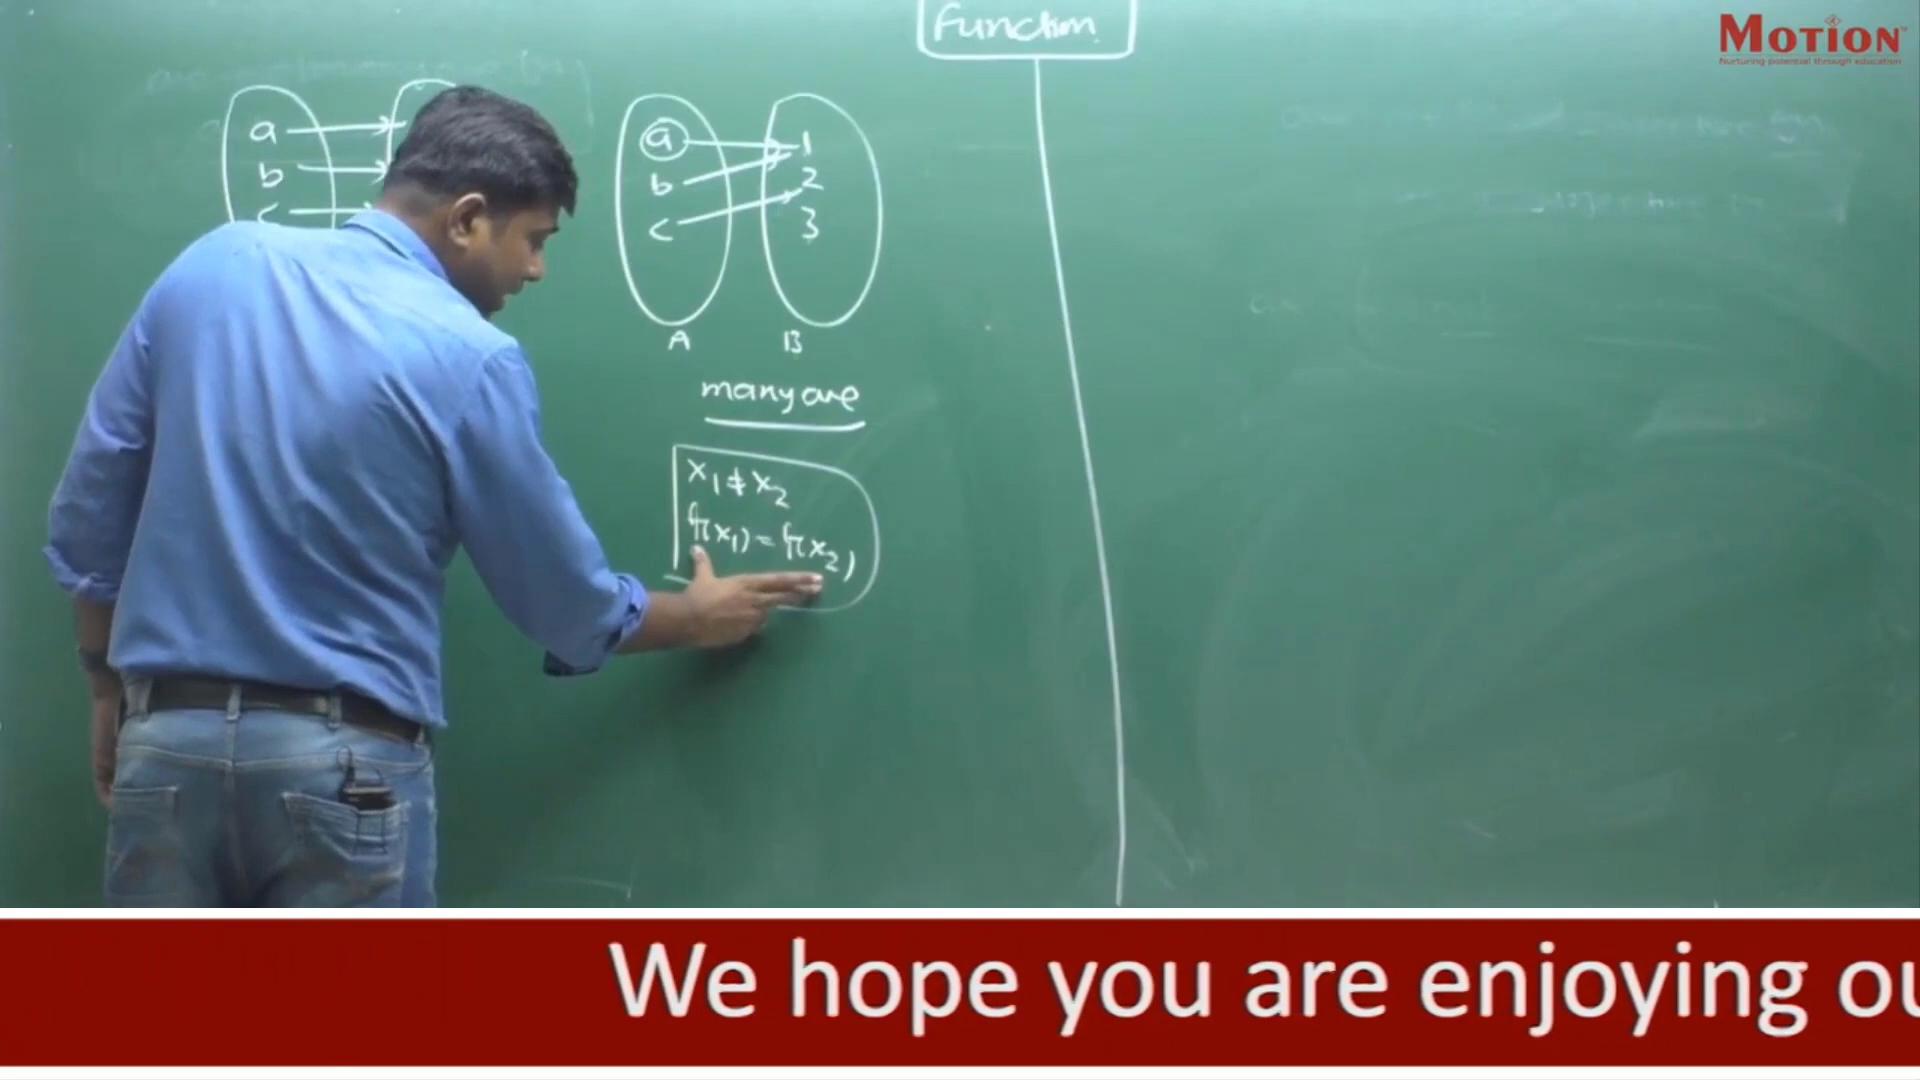 Function
MOTION
Nurturing potential through education
a
b
c
a
b
c
1
2
3
A
B
many one
x₁ ≠ x₂
f(x₁) = f(x₂)
We hope you are enjoying ou